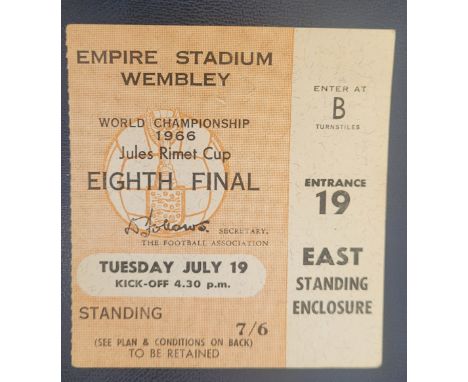 EMPIRE STADIUM
WEMBLEY
WORLD CHAMPIONSHIP
1966
Jules Rimet Cup
EIGHTH FINAL
D Follows. SECRETARY,
THE FOOTBALL ASSOCIATION
TUESDAY JULY 19
KICK-OFF 4.30 p.m.
STANDING
7/6
(SEE PLAN & CONDITIONS ON BACK)
TO BE RETAINED
ENTER AT
B
TURNSTILES
ENTRANCE
19
EAST
STANDING
ENCLOSURE